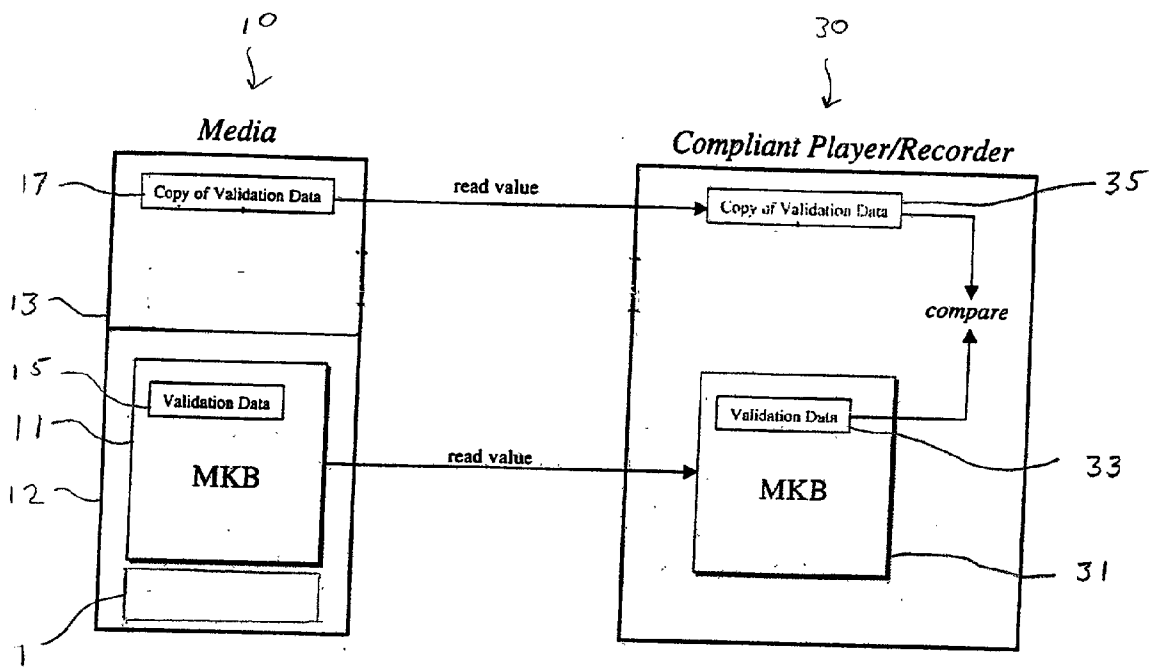 10
30
Media
Compliant Player/Recorder
17
Copy of Validation Data
read value
Copy of Validation Data
35
13
compare
15
Validation Data
Validation Data
11
read value
MKB
MKB
33
12
31
1